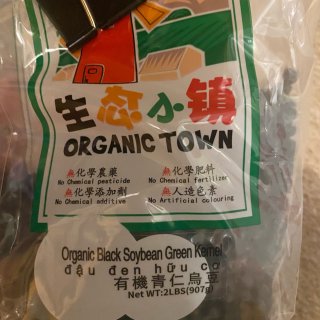 生态小镇
ORGANIC TOWN
無化學農藥 無化學肥料
No Chemical pesticide No Chemical fertilizer
無化學添加劑 無人造色素
No Chemical additive No Artificial colouring
Organic Black Soybean Green Kernel
đậu đen hữu cơ
有機青仁烏豆
Net WT:2LBS(907g)